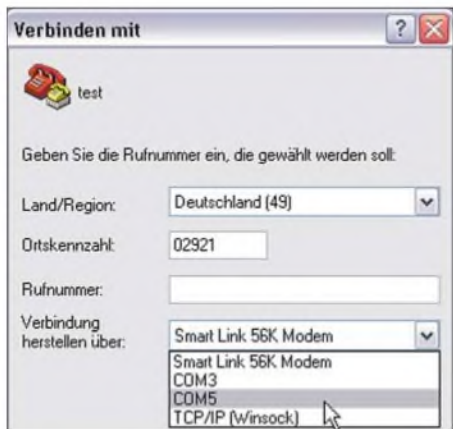 Verbinden mit
?
test
Geben Sie die Rufnummer ein, die gewählt werden soll:
Land/Region: Deutschland (49)
Ortskennzahl: 02921
Rufnummer:
Verbindung
herstellen über: Smart Link 56K Modem
Smart Link 56K Modem
COM3
COM5
TCP/IP (Winsock)